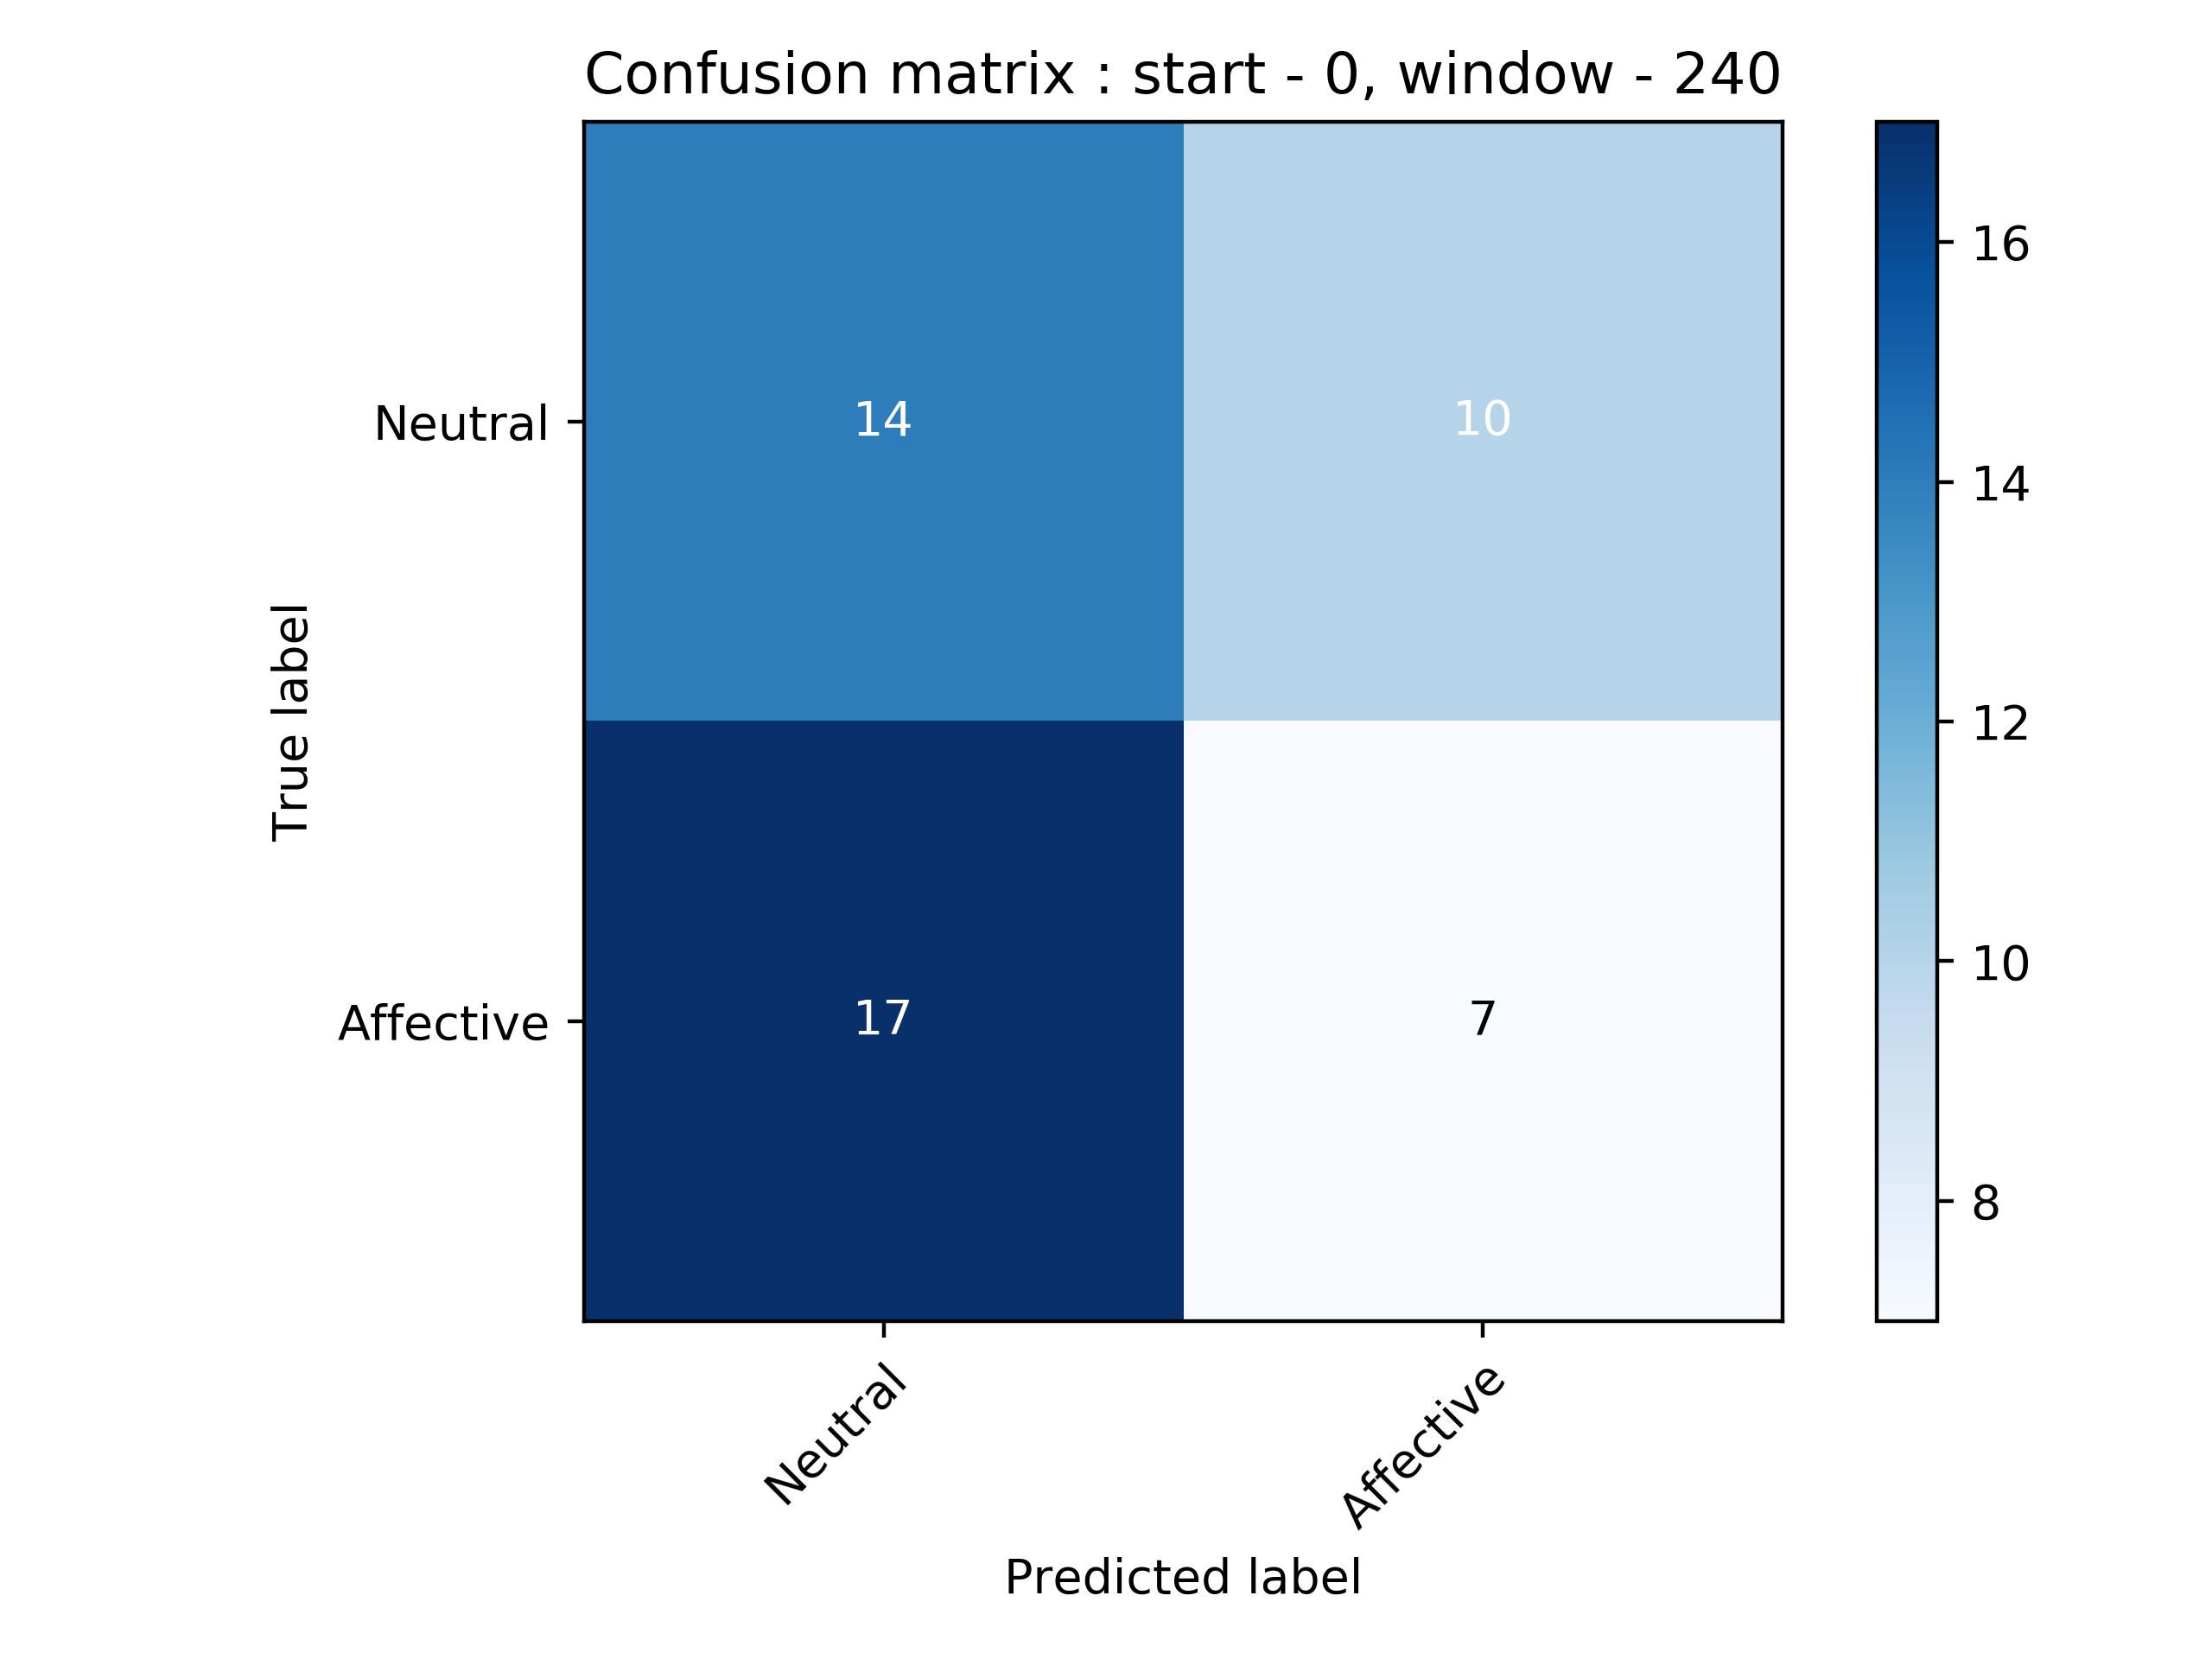 Confusion matrix : start - 0, window - 240
True label
Neutral
Affective
14
10
17
7
Neutral
Affective
Predicted label
16
14
12
10
8